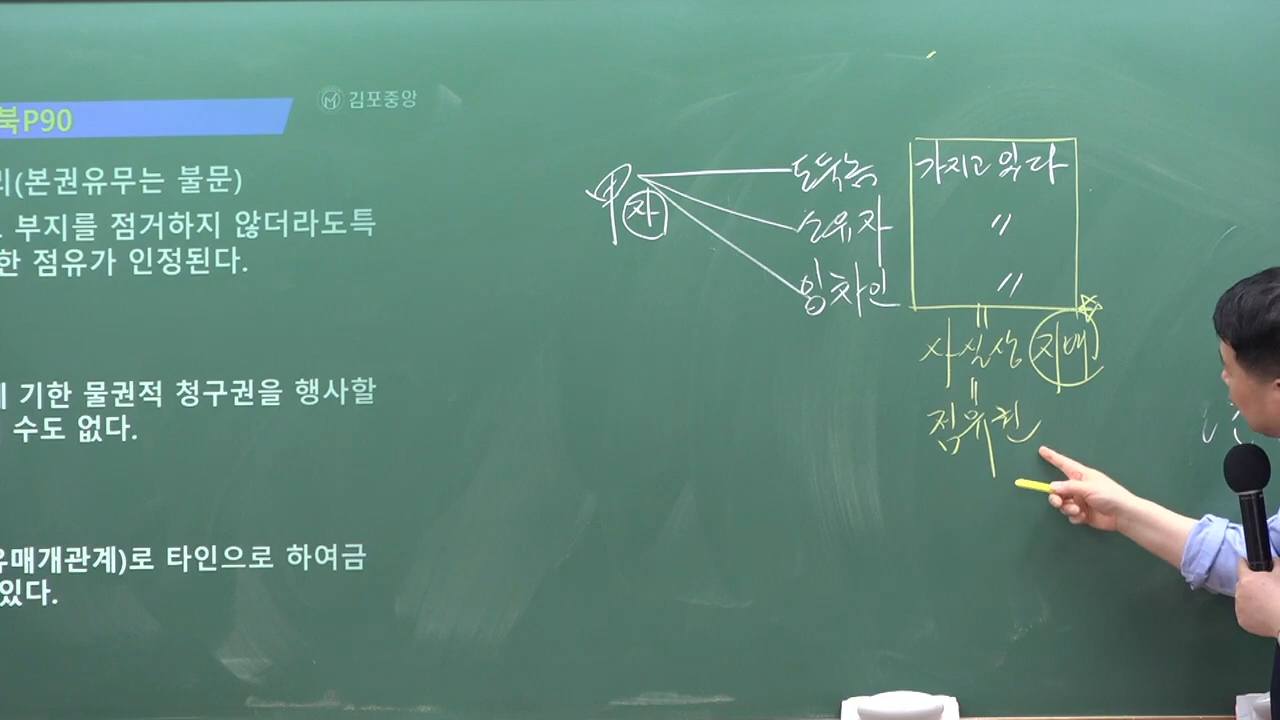 북P90
김포중앙
리(본권유무는 불문)
부지를 점거하지 않더라도특
한 점유가 인정된다.
기한 물권적 청구권을 행사할
수도 없다.
유매개관계)로 타인으로 하여금
있다.
甲 자
도둑놈 가지고 있다
소유자 〃
임차인 〃
사실상 지배
점유권